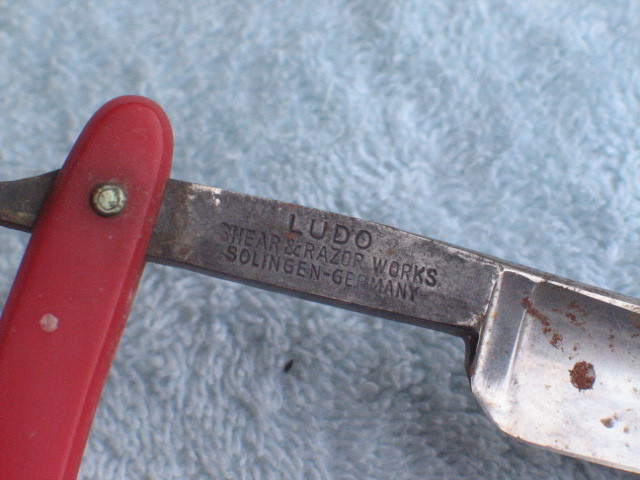 LUDO
SHEAR & RAZOR WORKS
SOLINGEN-GERMANY